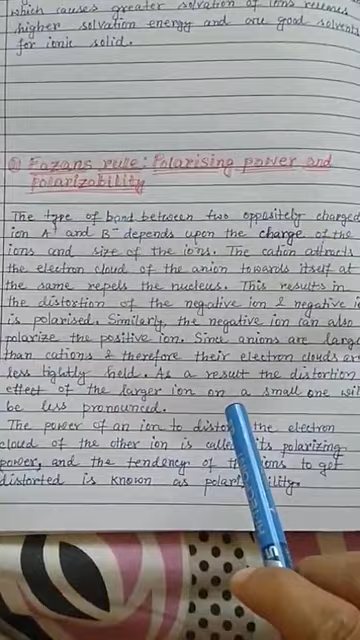 which causes greater solvation of ions releases
higher solvation energy and are good solvents
for ionic solid.
Fazans rule: Polarising power and
Polarizability
The type of bond between two oppositely charged
ion A⁺ and B⁻ depends upon the charge of the
ions and size of the ions. The cation attracts
the electron cloud of the anion towards itself at
the same repels the nucleus. This results in
the distortion of the negative ion & negative i
is polarised. Similarly, the negative ion can also
polarize the positive ion. Since anions are larg
than cations & therefore their electron clouds are
less tightly held. As a result the distortion
effect of the larger ion on a small one will
be less pronounced.
The power of an ion to distort the electron
cloud of the other ion is called its polarizing
power, and the tendency of the ions to get
distorted is known as polarizability.